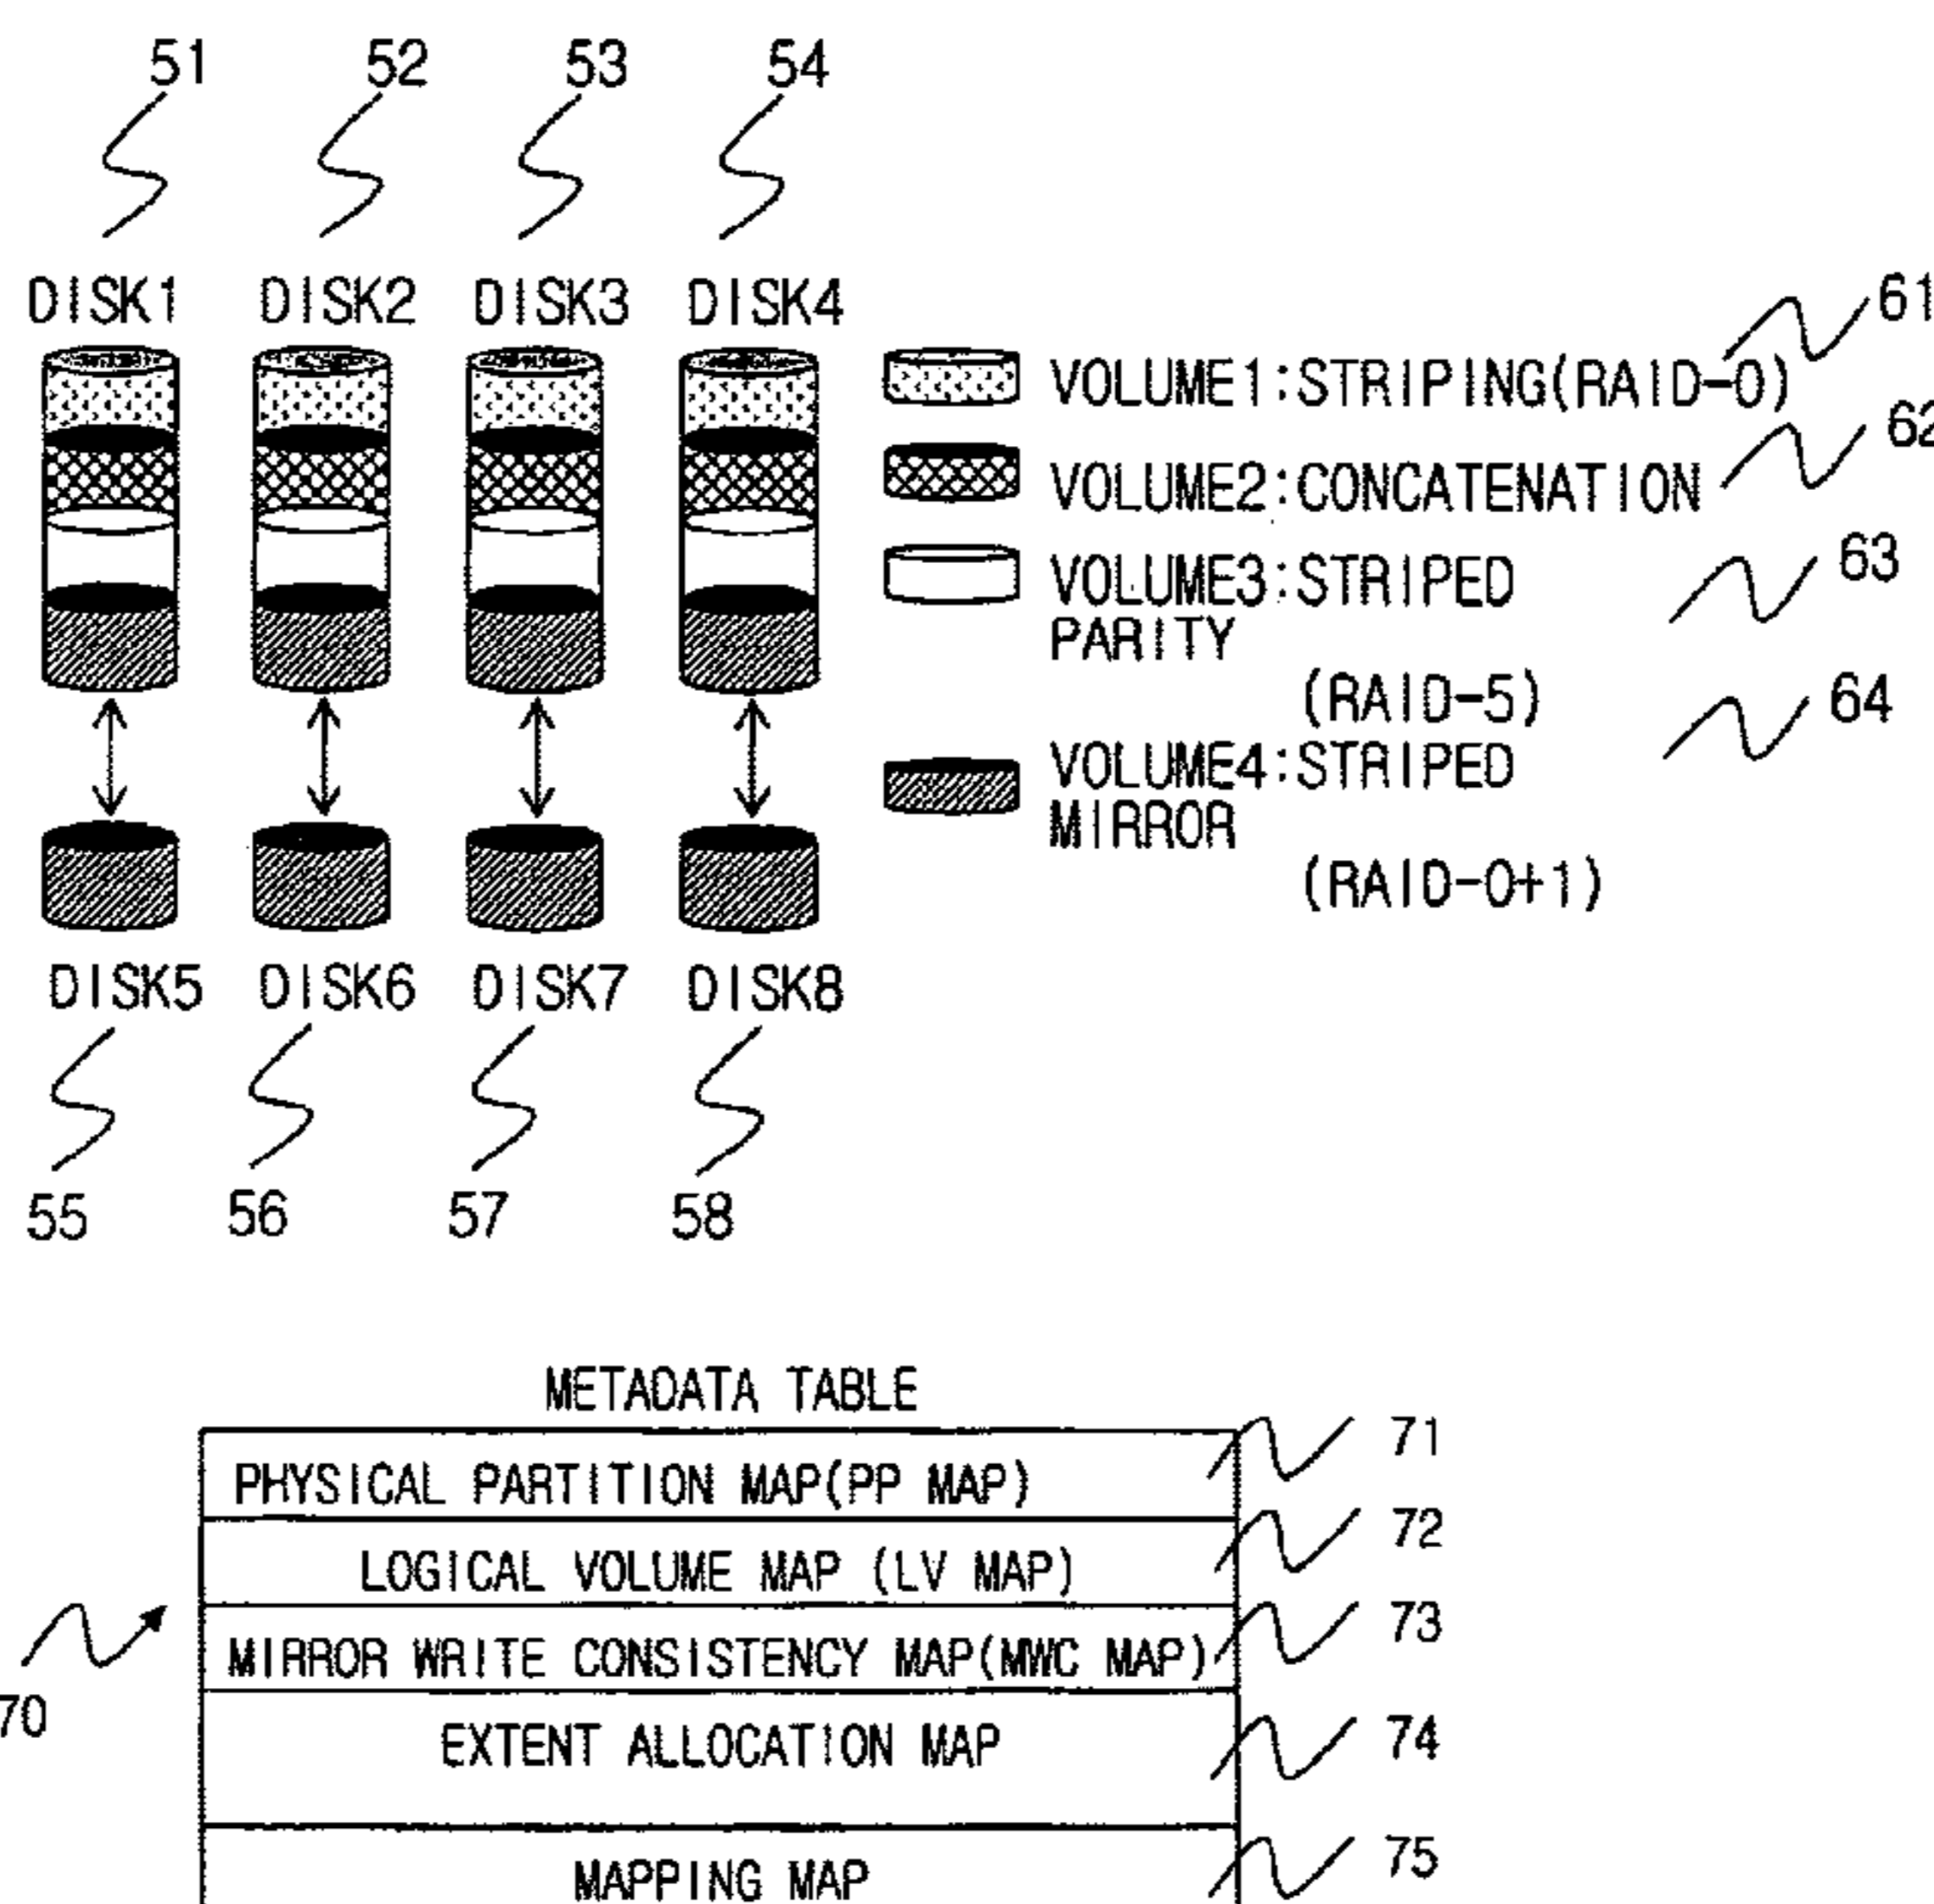 51 52 53 54
DISK1 DISK2 DISK3 DISK4
61
VOLUME1:STRIPING(RAID-0)
62
VOLUME2:CONCATENATION
63
VOLUME3:STRIPED
PARITY
(RAID-5)
64
VOLUME4:STRIPED
MIRROR
(RAID-0+1)
DISK5 DISK6 DISK7 DISK8
55 56 57 58
METADATA TABLE
71
PHYSICAL PARTITION MAP(PP MAP)
72
LOGICAL VOLUME MAP (LV MAP)
73
MIRROR WRITE CONSISTENCY MAP(MWC MAP)
70
EXTENT ALLOCATION MAP
74
75
MAPPING MAP